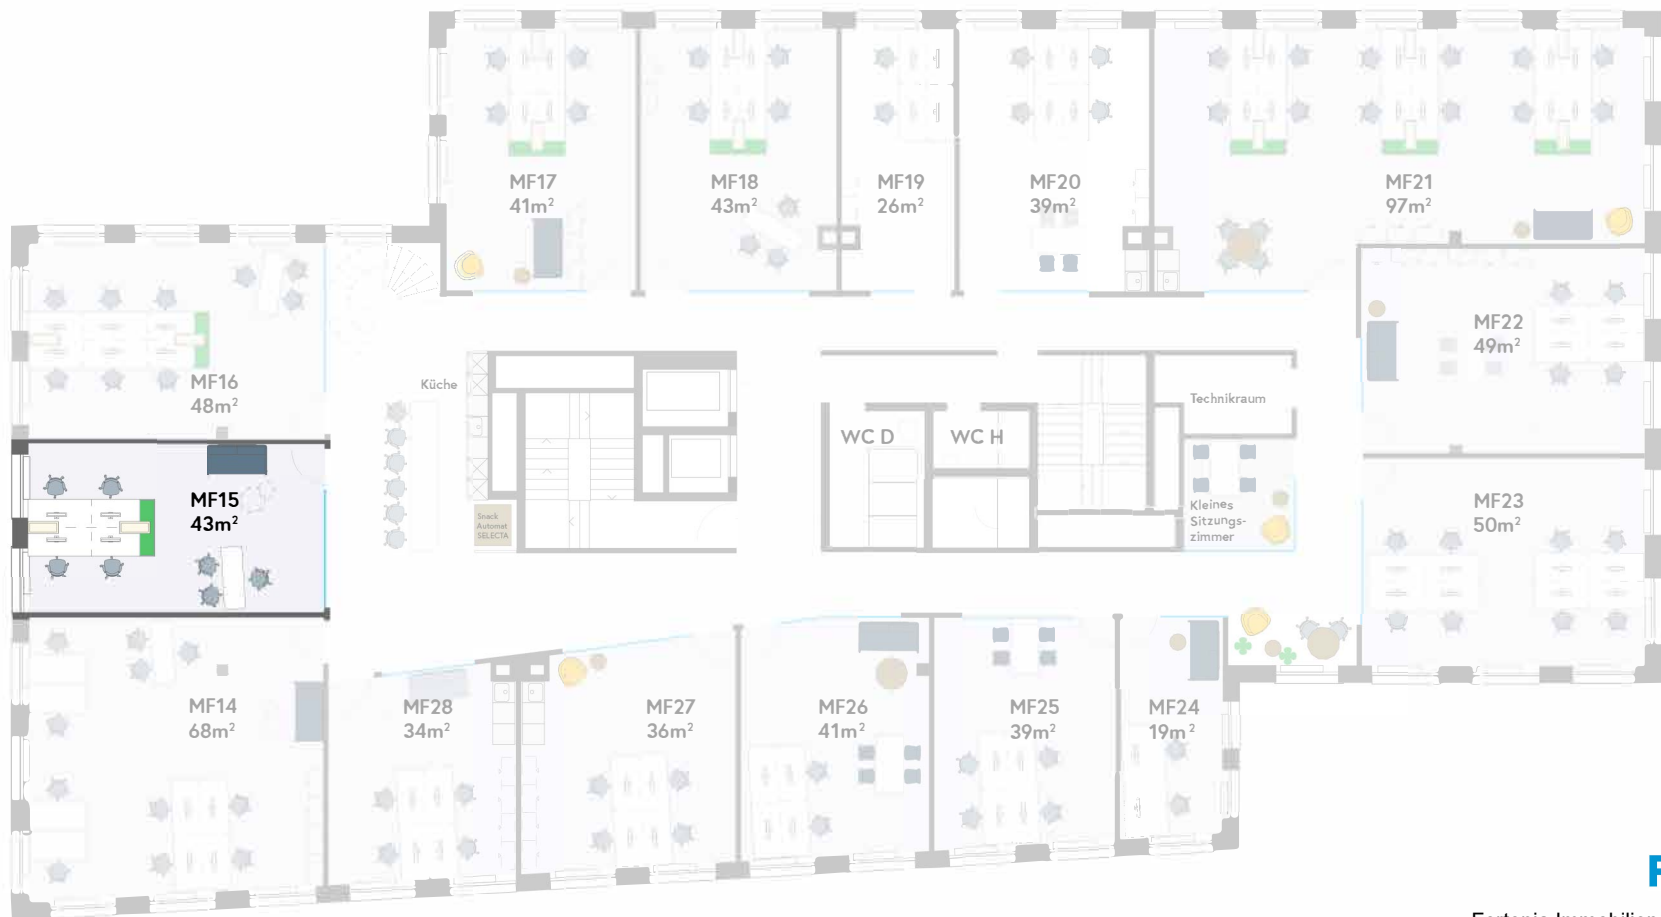 MF17
41m²
MF18
43m²
MF19
26m²
MF20
39m²
MF21
97m²
MF22
49m²
MF16
48m²
Küche
Technikraum
WC D
WC H
MF15
43m²
Snack
Automat
SELECTA
Kleines
Sitzungs-
zimmer
MF23
50m²
MF14
68m²
MF28
34m²
MF27
36m²
MF26
41m²
MF25
39m²
MF24
19m²